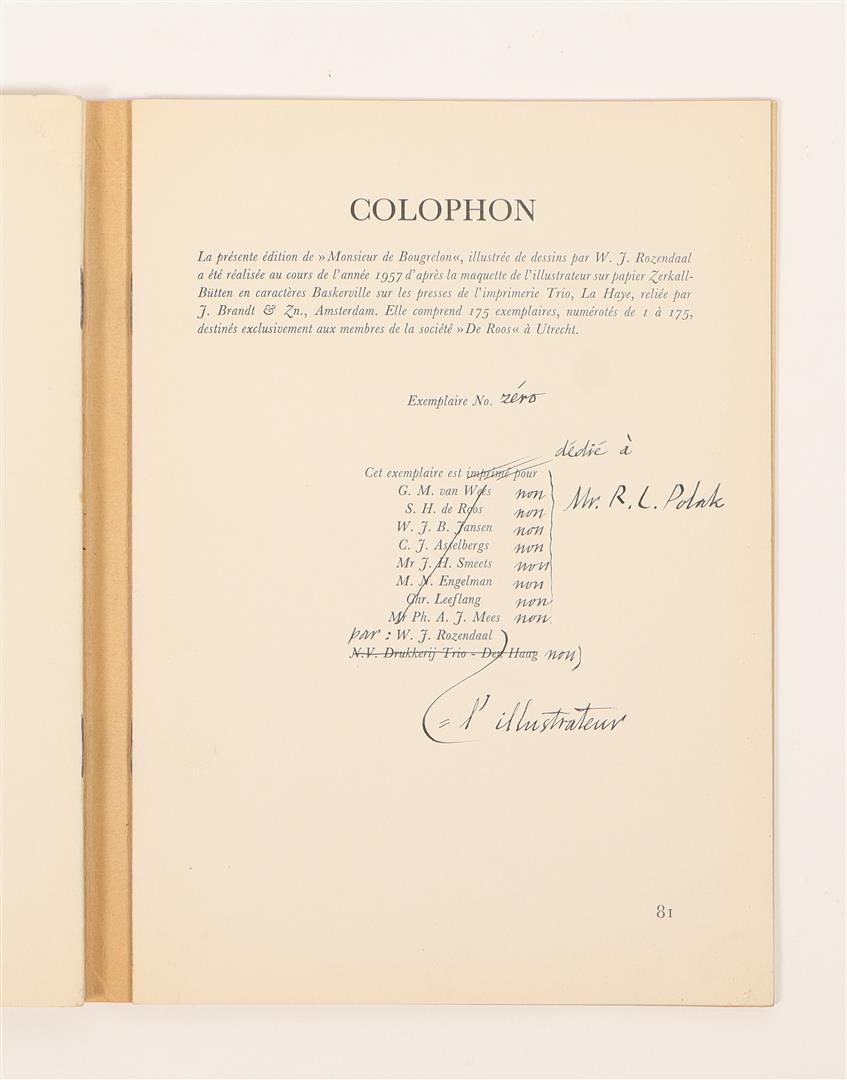 COLOPHON
La présente édition de »Monsieur de Bougrelon«, illustrée de dessins par W. J. Rozendaal
a été réalisée au cours de l'année 1957 d'après la maquette de l'illustrateur sur papier Zerkall-
Bütten en caractères Baskerville sur les presses de l'imprimerie Trio, La Haye, reliée par
J. Brandt & Zn., Amsterdam. Elle comprend 175 exemplaires, numérotés de 1 à 175,
destinés exclusivement aux membres de la société »De Roos« à Utrecht.
Exemplaire No. zéro
dédié à
Cet exemplaire est imprimé pour
G. M. van Wees non Mr. R. L. Polak
S. H. de Roos non
W. J. B. Jansen non
C. J. Asselbergs non
Mr J. H. Smeets non
M. N. Engelman non
Chr. Leeflang non
Mr Ph. A. J. Mees non
par : W. J. Rozendaal
N.V. Drukkerij Trio - Den Haag non)
(= l'illustrateur
81